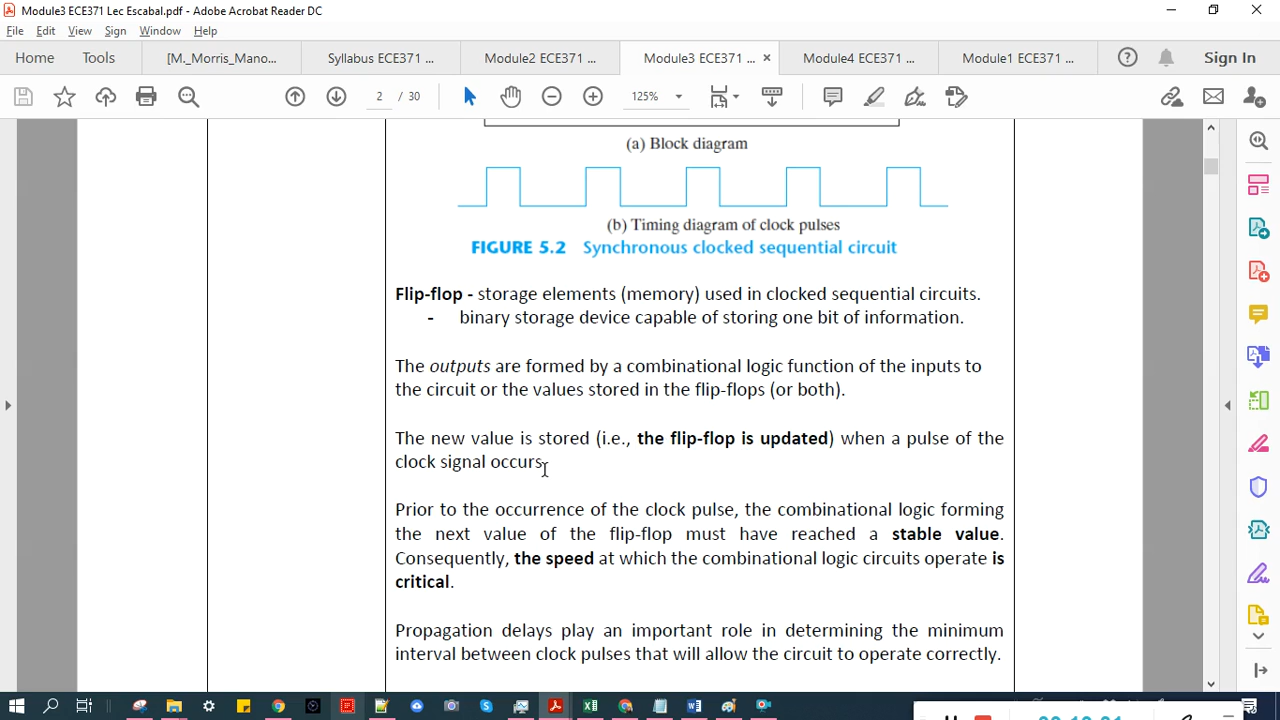 Module3 ECE371 Lec Escabal.pdf - Adobe Acrobat Reader DC
File Edit View Sign Window Help
Home Tools [M._Morris_Mano... Syllabus ECE371 ... Module2 ECE371 ... Module3 ECE371 ... × Module4 ECE371 ... Module1 ECE371 ... Sign In
2 / 30 125%
(a) Block diagram
(b) Timing diagram of clock pulses
FIGURE 5.2 Synchronous clocked sequential circuit
Flip-flop - storage elements (memory) used in clocked sequential circuits.
- binary storage device capable of storing one bit of information.
The outputs are formed by a combinational logic function of the inputs to
the circuit or the values stored in the flip-flops (or both).
The new value is stored (i.e., the flip-flop is updated) when a pulse of the
clock signal occurs.
Prior to the occurrence of the clock pulse, the combinational logic forming
the next value of the flip-flop must have reached a stable value.
Consequently, the speed at which the combinational logic circuits operate is
critical.
Propagation delays play an important role in determining the minimum
interval between clock pulses that will allow the circuit to operate correctly.